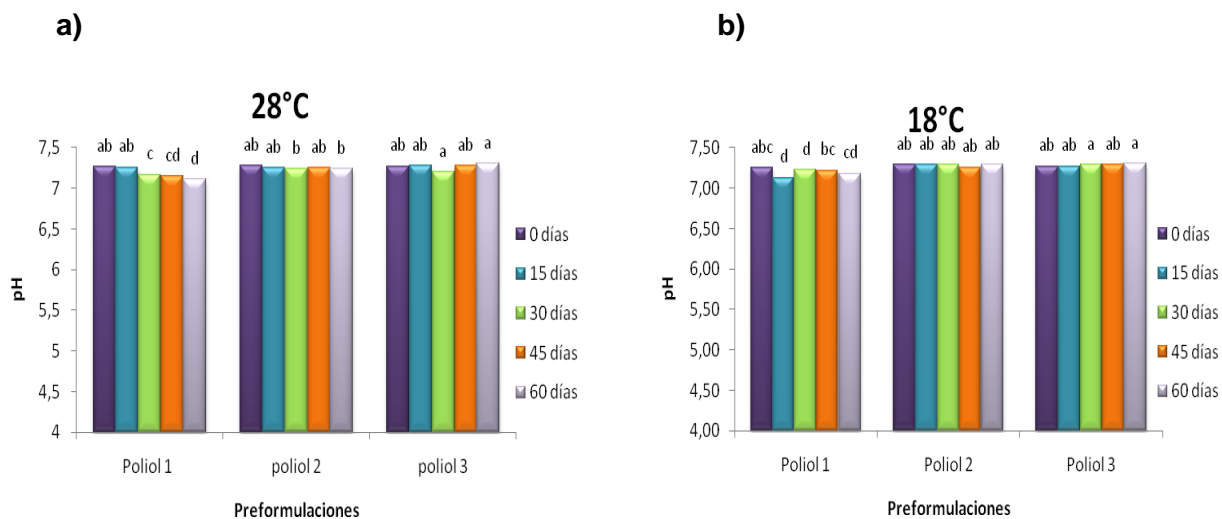 a)
28°C
7,5
7
6,5
6
5,5
5
4,5
4
pH
ab ab c cd d
ab ab b ab b
ab ab a ab a
Poliol 1
poliol 2
poliol 3
Preformulaciones
0 días
15 días
30 días
45 días
60 días
b)
18°C
7,50
7,00
6,50
6,00
5,50
5,00
4,50
4,00
pH
abc d d bc cd
ab ab ab ab ab
ab ab a ab a
Poliol 1
Poliol 2
Poliol 3
Preformulaciones
0 días
15 días
30 días
45 días
60 días